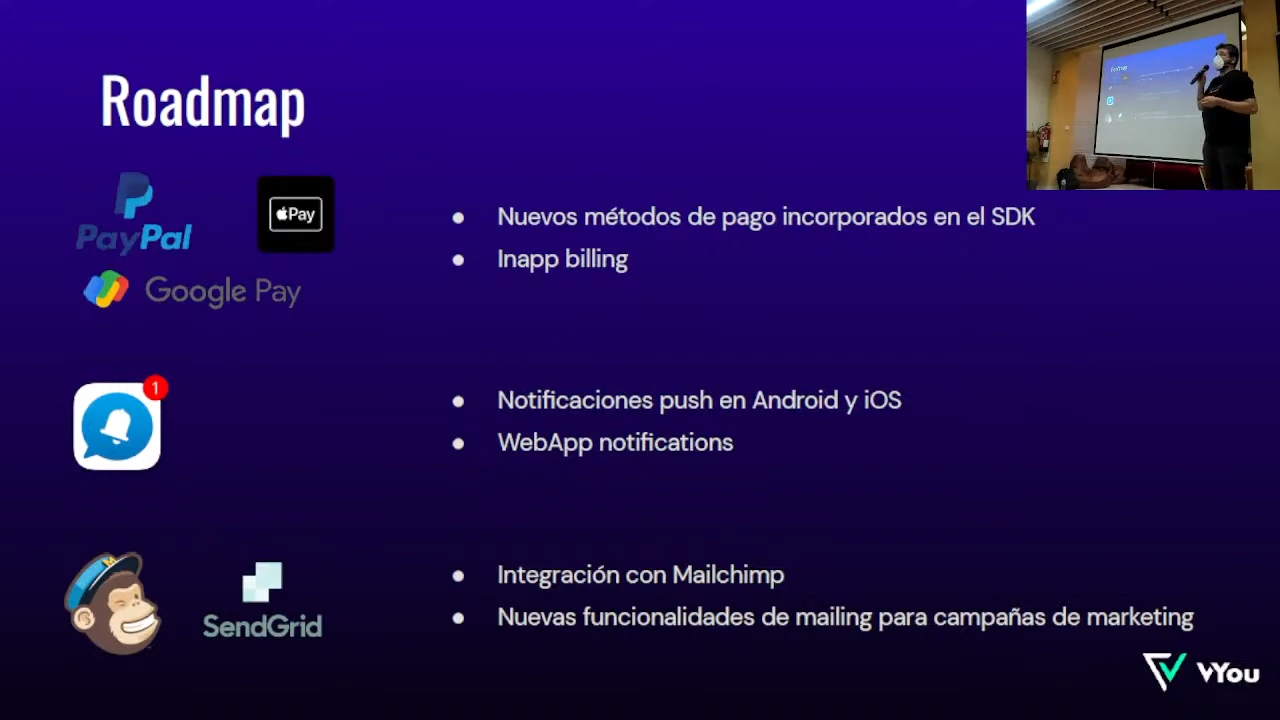 Roadmap
PayPal
Pay
Google Pay
Nuevos métodos de pago incorporados en el SDK
Inapp billing
1
Notificaciones push en Android y iOS
WebApp notifications
M
SendGrid
Integración con Mailchimp
Nuevas funcionalidades de mailing para campañas de marketing
vYou